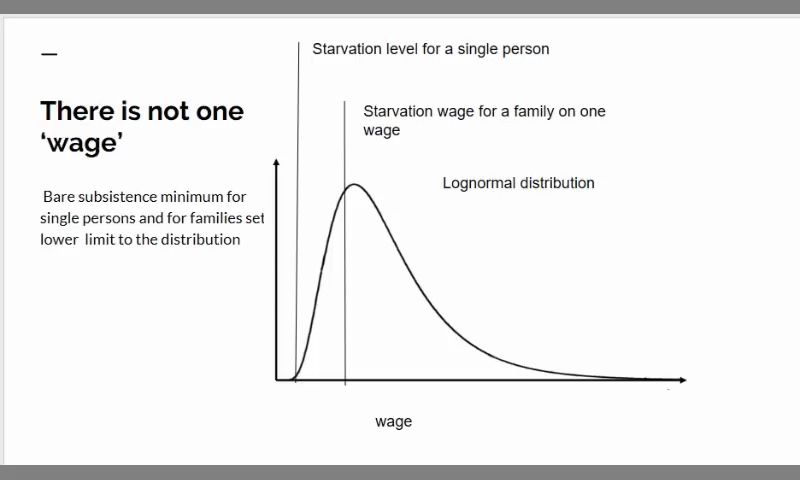 There is not one
‘wage’
Bare subsistence minimum for
single persons and for families set
lower limit to the distribution
Starvation level for a single person
Starvation wage for a family on one
wage
Lognormal distribution
wage